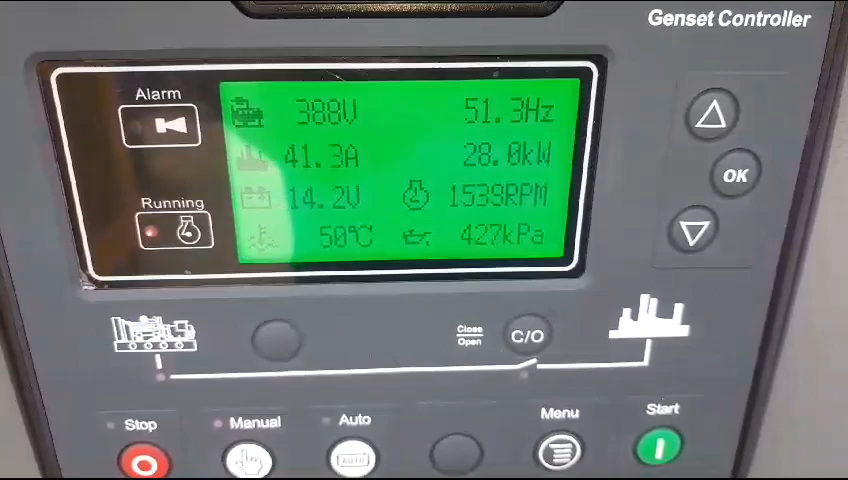 Genset Controller
Alarm
388V 51.3Hz
41.3A 28.0kW
Running
14.2V 1539RPM
50℃ 427kPa
OK
Close
Open
C/O
Stop
Manual
Auto
Menu
Start
AUTO